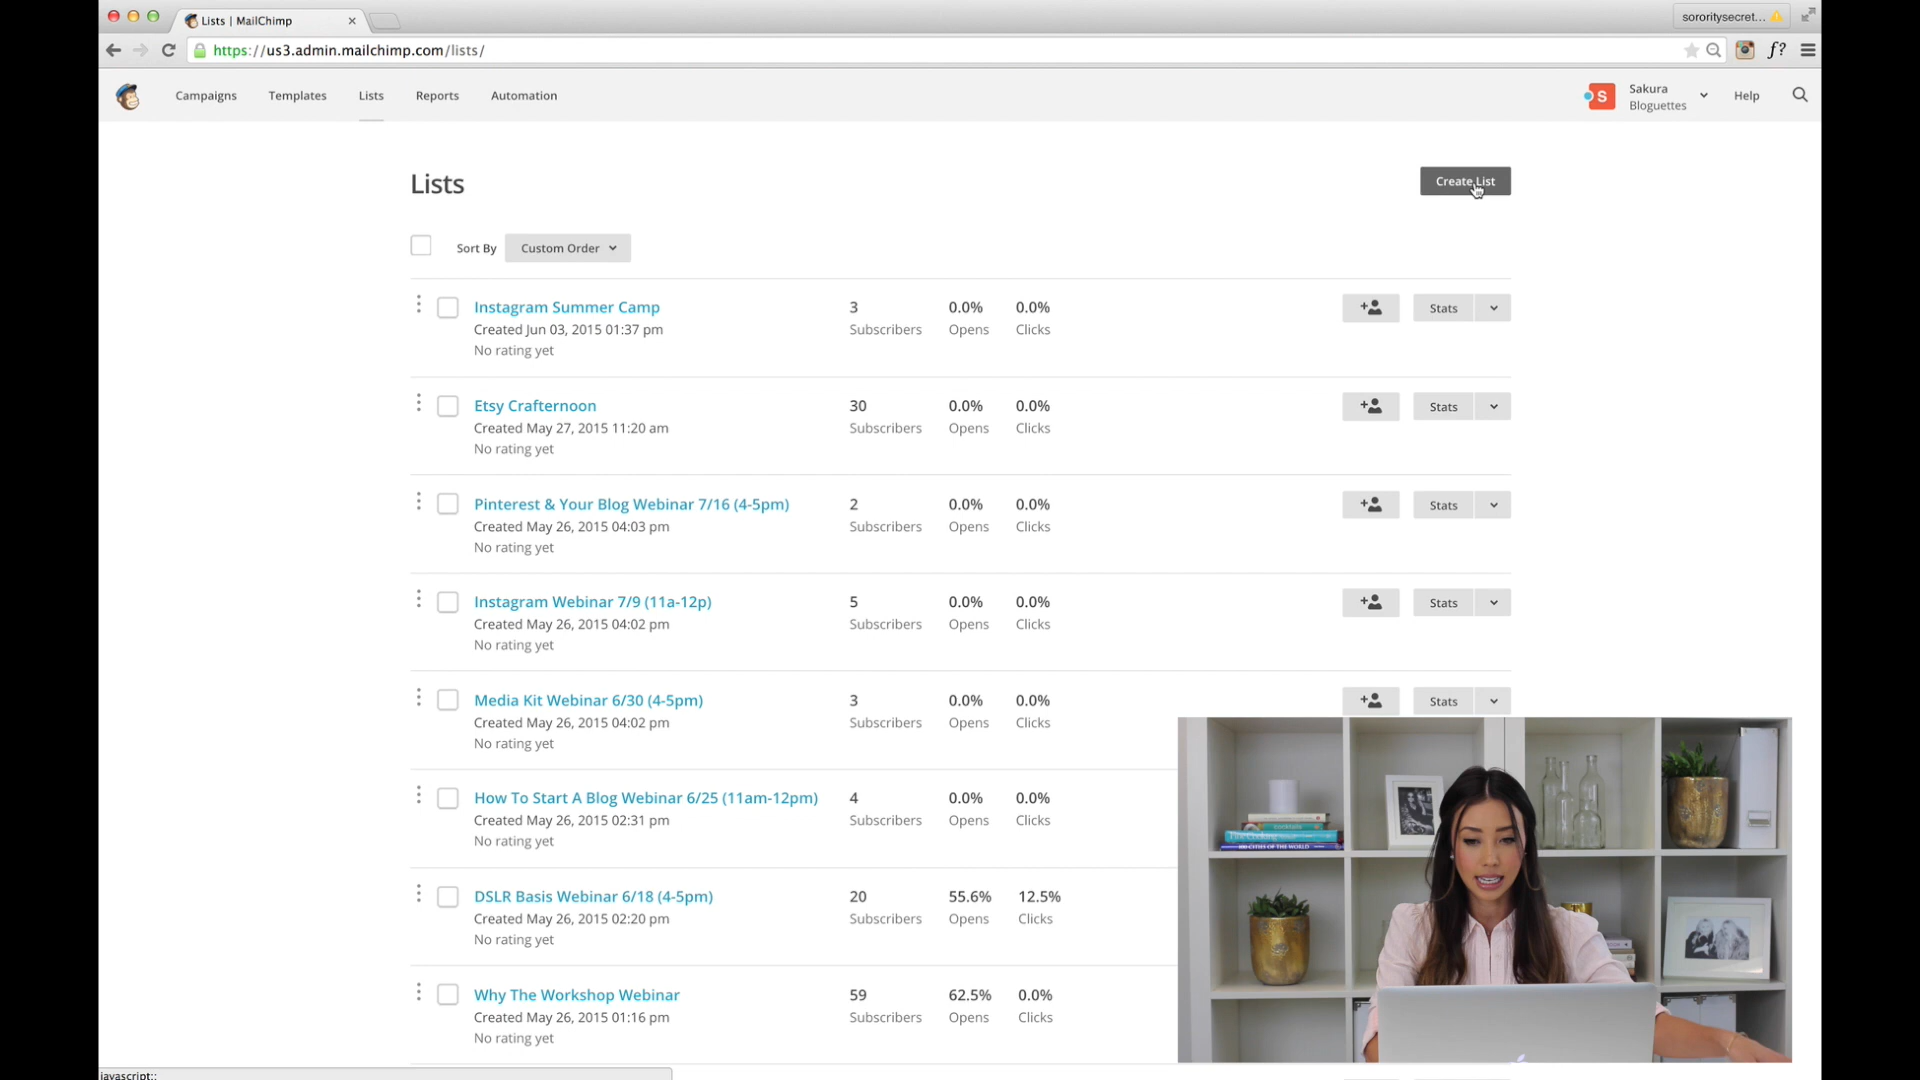 Lists | MailChimp
sororitysecret...
https://us3.admin.mailchimp.com/lists/
f?
Campaigns
Templates
Lists
Reports
Automation
S
Sakura
Bloguettes
Help
Lists
Create List
Sort By
Custom Order
Instagram Summer Camp
Created Jun 03, 2015 01:37 pm
No rating yet
3
Subscribers
0.0%
Opens
0.0%
Clicks
Stats
Etsy Crafternoon
Created May 27, 2015 11:20 am
No rating yet
30
Subscribers
0.0%
Opens
0.0%
Clicks
Stats
Pinterest & Your Blog Webinar 7/16 (4-5pm)
Created May 26, 2015 04:03 pm
No rating yet
2
Subscribers
0.0%
Opens
0.0%
Clicks
Stats
Instagram Webinar 7/9 (11a-12p)
Created May 26, 2015 04:02 pm
No rating yet
5
Subscribers
0.0%
Opens
0.0%
Clicks
Stats
Media Kit Webinar 6/30 (4-5pm)
Created May 26, 2015 04:02 pm
No rating yet
3
Subscribers
0.0%
Opens
0.0%
Clicks
Stats
How To Start A Blog Webinar 6/25 (11am-12pm)
Created May 26, 2015 02:31 pm
No rating yet
4
Subscribers
0.0%
Opens
0.0%
Clicks
DSLR Basis Webinar 6/18 (4-5pm)
Created May 26, 2015 02:20 pm
No rating yet
20
Subscribers
55.6%
Opens
12.5%
Clicks
Why The Workshop Webinar
Created May 26, 2015 01:16 pm
No rating yet
59
Subscribers
62.5%
Opens
0.0%
Clicks
javascript:;